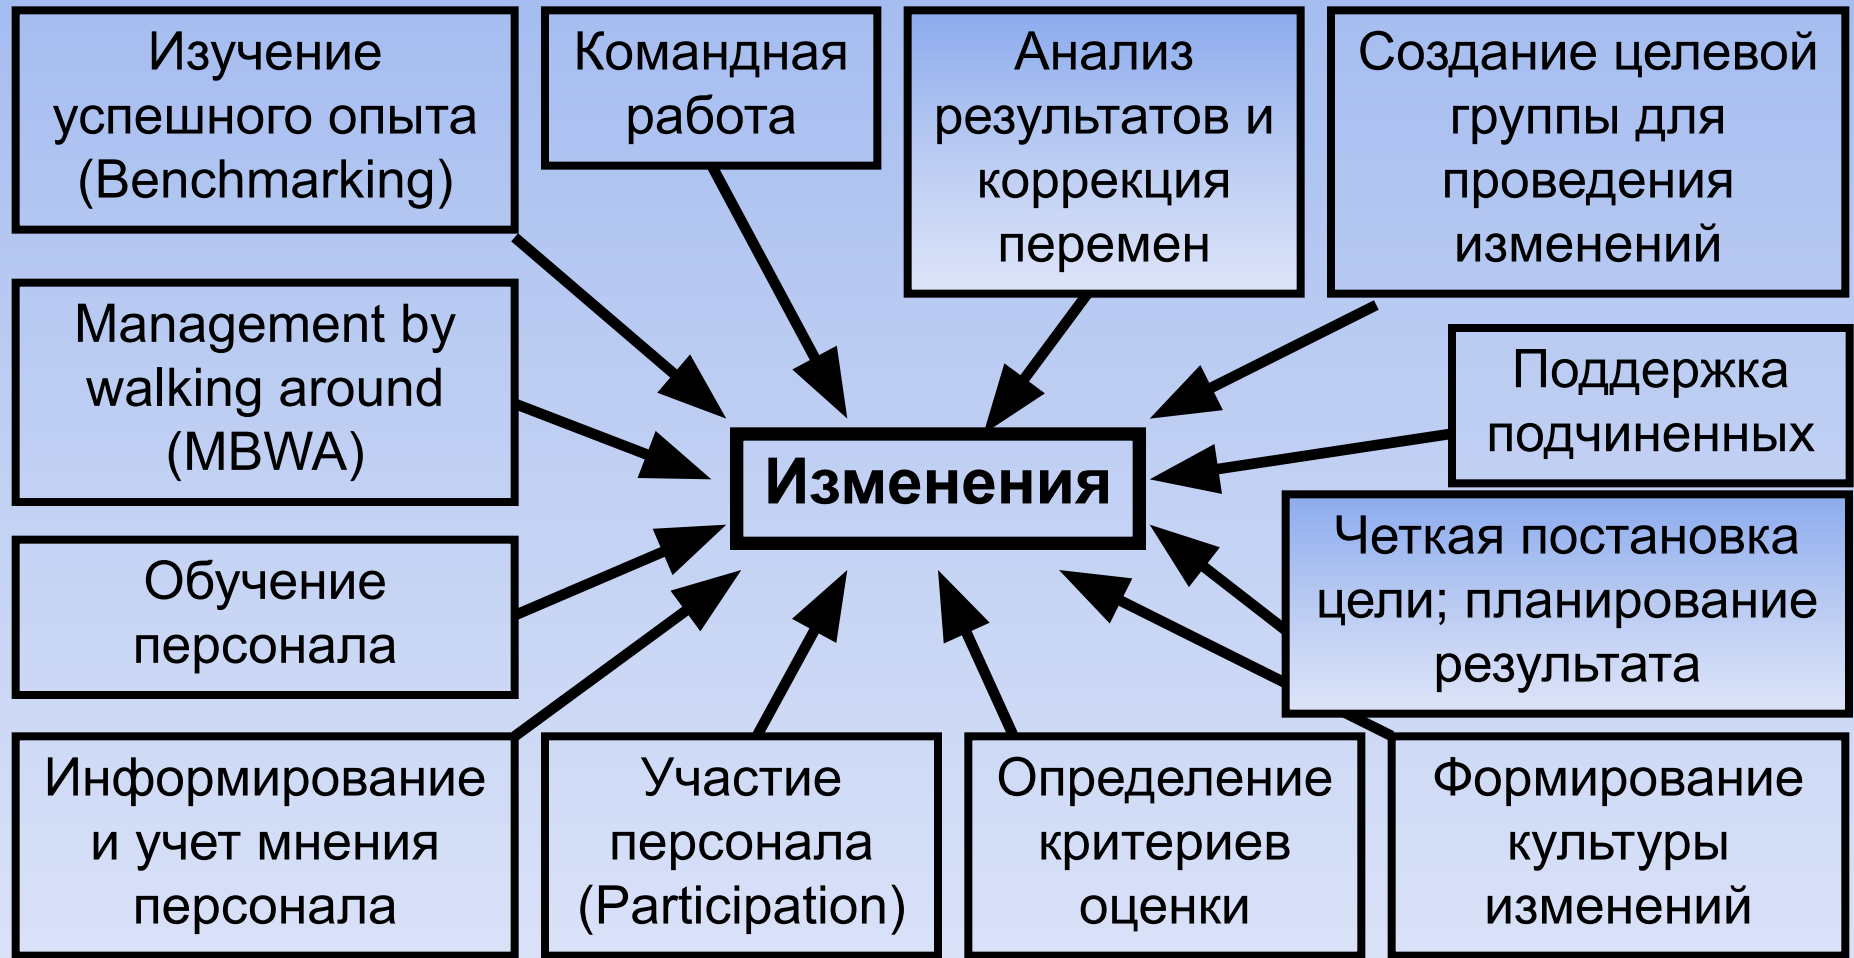 Изучение
успешного опыта
(Benchmarking)
Командная
работа
Анализ
результатов и
коррекция
перемен
Создание целевой
группы для
проведения
изменений
Management by
walking around
(MBWA)
Поддержка
подчиненных
Изменения
Четкая постановка
цели; планирование
результата
Обучение
персонала
Информирование
и учет мнения
персонала
Участие
персонала
(Participation)
Определение
критериев
оценки
Формирование
культуры
изменений